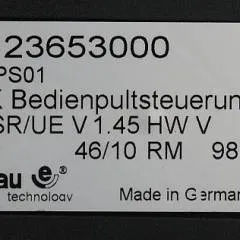 23653000
PS01
K Bedienpultsteuerun
SR/UE V 1.45 HW V
46/10 RM 98
au e
technology Made in German